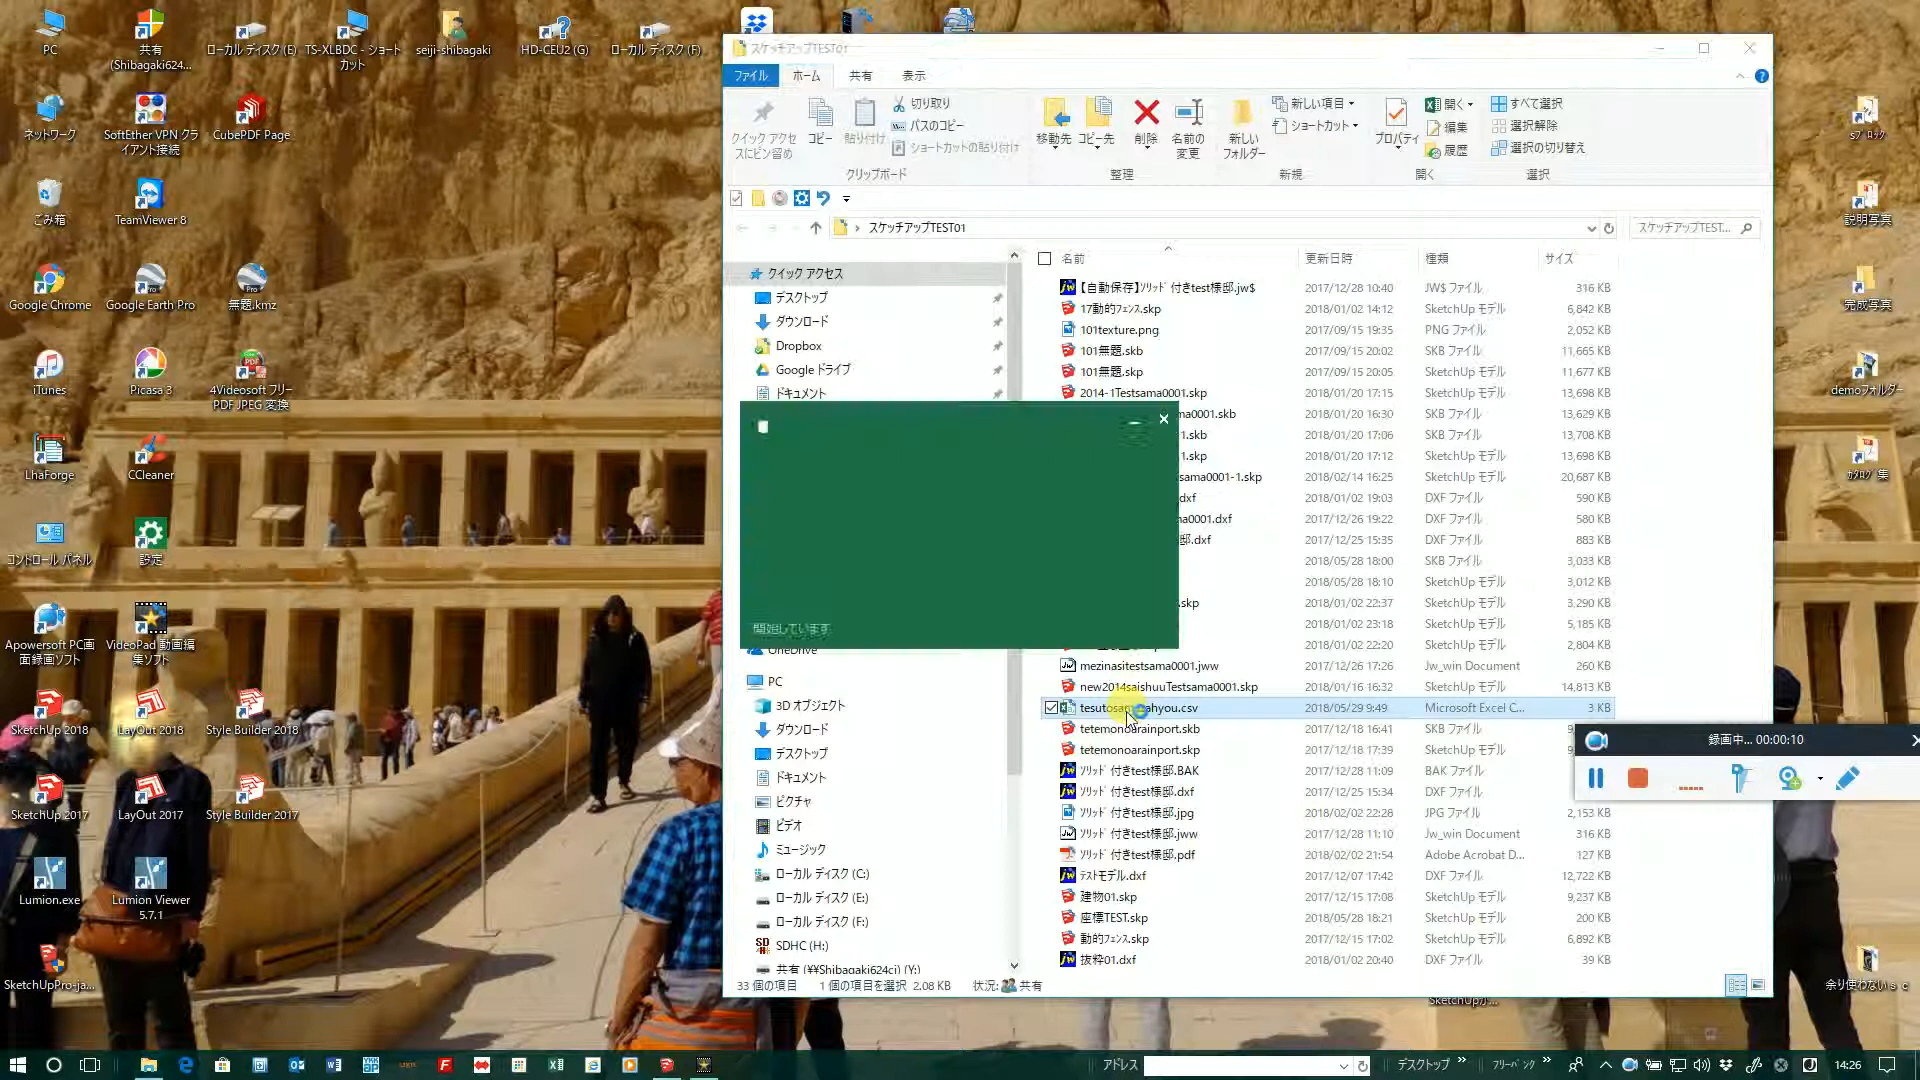 PC
共有
(Shibagaki624...
ローカル ディスク (E)
TS-XLBDC - ショート
カット
seiji-shibagaki
HD-CEU2 (G)
ローカル ディスク (F)
ネットワーク
SoftEther VPN クラ
イアント接続
CubePDF Page
ごみ箱
TeamViewer 8
Google Chrome
Google Earth Pro
無題.kmz
iTunes
Picasa 3
4Videosoft フリー
PDF JPEG 変換
LhaForge
CCleaner
コントロール パネル
設定
Apowersoft PC画
面録画ソフト
VideoPad 動画編
集ソフト
SketchUp 2018
LayOut 2018
Style Builder 2018
SketchUp 2017
LayOut 2017
Style Builder 2017
Lumion.exe
Lumion Viewer
5.7.1
SketchUpPro-ja...
スケッチアップTEST01
ファイル
ホーム
共有
表示
クイック アクセ
スにピン留め
コピー
貼り付け
切り取り
パスのコピー
ショートカットの貼り付け
クリップボード
移動先
コピー先
削除
名前の
変更
整理
新しい
フォルダー
新しい項目
ショートカット
新規
プロパティ
開く
編集
履歴
開く
すべて選択
選択解除
選択の切り替え
選択
スケッチアップTEST01
スケッチアップTEST...
クイック アクセス
デスクトップ
ダウンロード
Dropbox
Google ドライブ
ドキュメント
OneDrive
PC
3D オブジェクト
ダウンロード
デスクトップ
ドキュメント
ピクチャ
ビデオ
ミュージック
ローカル ディスク (C:)
ローカル ディスク (E:)
ローカル ディスク (F:)
SDHC (H:)
共有 (¥¥Shibagaki624ci) (Y:)
名前 更新日時 種類 サイズ
【自動保存】ｿﾘｯﾄﾞ付きtest様邸.jw$ 2017/12/28 10:40 JW$ ファイル 316 KB
17動的ﾌｪﾝｽ.skp 2018/01/02 14:12 SketchUp モデル 6,842 KB
101texture.png 2017/09/15 19:35 PNG ファイル 2,052 KB
101無題.skb 2017/09/15 20:02 SKB ファイル 11,665 KB
101無題.skp 2017/09/15 20:05 SketchUp モデル 11,677 KB
2014-1Testsama0001.skp 2018/01/20 17:15 SketchUp モデル 13,698 KB
ma0001.skb 2018/01/20 16:30 SKB ファイル 13,629 KB
1.skb 2018/01/20 17:06 SKB ファイル 13,708 KB
1.skp 2018/01/20 17:12 SketchUp モデル 13,698 KB
sama0001-1.skp 2018/02/14 16:25 SketchUp モデル 20,687 KB
.dxf 2018/01/02 19:03 DXF ファイル 590 KB
na0001.dxf 2017/12/26 19:22 DXF ファイル 580 KB
邸.dxf 2017/12/25 15:35 DXF ファイル 883 KB
2018/05/28 18:00 SKB ファイル 3,033 KB
2018/05/28 18:10 SketchUp モデル 3,012 KB
.skp 2018/01/02 22:37 SketchUp モデル 3,290 KB
2018/01/02 23:18 SketchUp モデル 5,185 KB
2018/01/02 22:20 SketchUp モデル 2,804 KB
mezinasitestsama0001.jww 2017/12/26 17:26 Jw_win Document 260 KB
new2014saishuuTestsama0001.skp 2018/01/16 16:32 SketchUp モデル 14,813 KB
2018/05/29 9:49 Microsoft Excel C... 3 KB
tetemonoarainport.skb 2017/12/18 16:41 SKB ファイル
tetemonoarainport.skp 2017/12/18 17:39 SketchUp モデル
ｿﾘｯﾄﾞ付きtest様邸.BAK 2017/12/28 11:09 BAK ファイル
ｿﾘｯﾄﾞ付きtest様邸.dxf 2017/12/25 15:34 DXF ファイル
ｿﾘｯﾄﾞ付きtest様邸.jpg 2018/02/02 22:28 JPG ファイル 2,153 KB
ｿﾘｯﾄﾞ付きtest様邸.jww 2017/12/28 11:10 Jw_win Document 316 KB
ｿﾘｯﾄﾞ付きtest様邸.pdf 2018/02/02 21:54 Adobe Acrobat D... 127 KB
ﾃｽﾄモデル.dxf 2017/12/07 17:42 DXF ファイル 12,722 KB
建物01.skp 2017/12/15 17:08 SketchUp モデル 9,237 KB
座標TEST.skp 2018/05/28 18:21 SketchUp モデル 200 KB
動的ﾌｪﾝｽ.skp 2017/12/15 17:02 SketchUp モデル 6,892 KB
抜粋01.dxf 2018/01/02 20:40 DXF ファイル 39 KB
開始しています
33 個の項目 1 個の項目を選択 2.08 KB 状況: 共有
録画中... 00:00:10
sﾌﾞﾛｯｸ
説明写真
完成写真
demoフォルダー
ｶﾀﾛｸﾞ集
余り使わないｓｃ
アドレス
デスクトップ
ﾌﾘｰﾊﾞﾝｸ
14:26